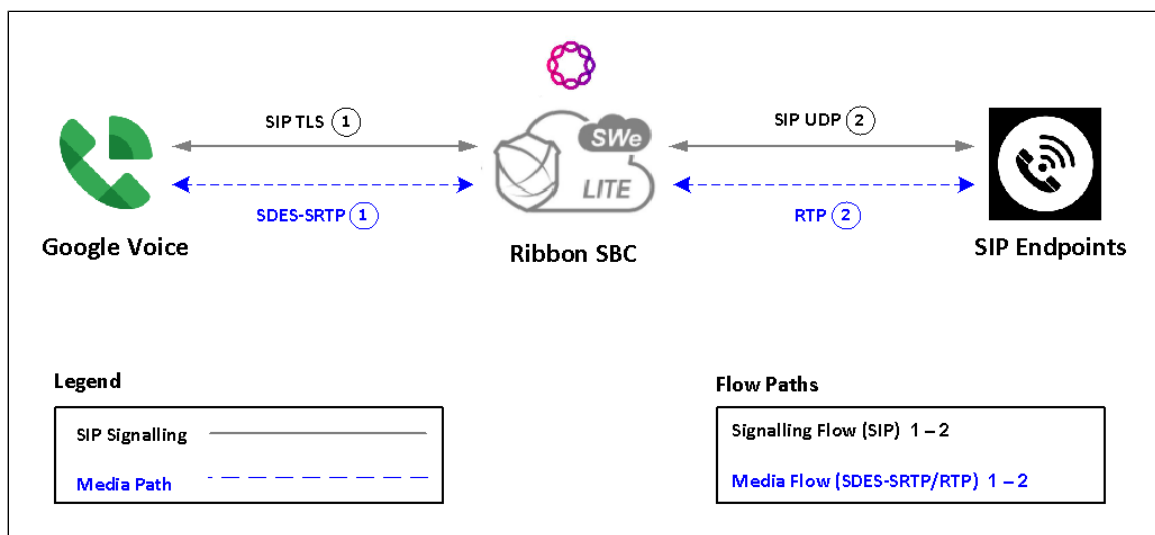 SIP TLS 1
SIP UDP 2
SWe
LITE
SDES-SRTP 1
RTP 2
Google Voice
Ribbon SBC
SIP Endpoints
Legend
Flow Paths
SIP Signalling
Signalling Flow (SIP) 1 – 2
Media Path
Media Flow (SDES-SRTP/RTP) 1 – 2